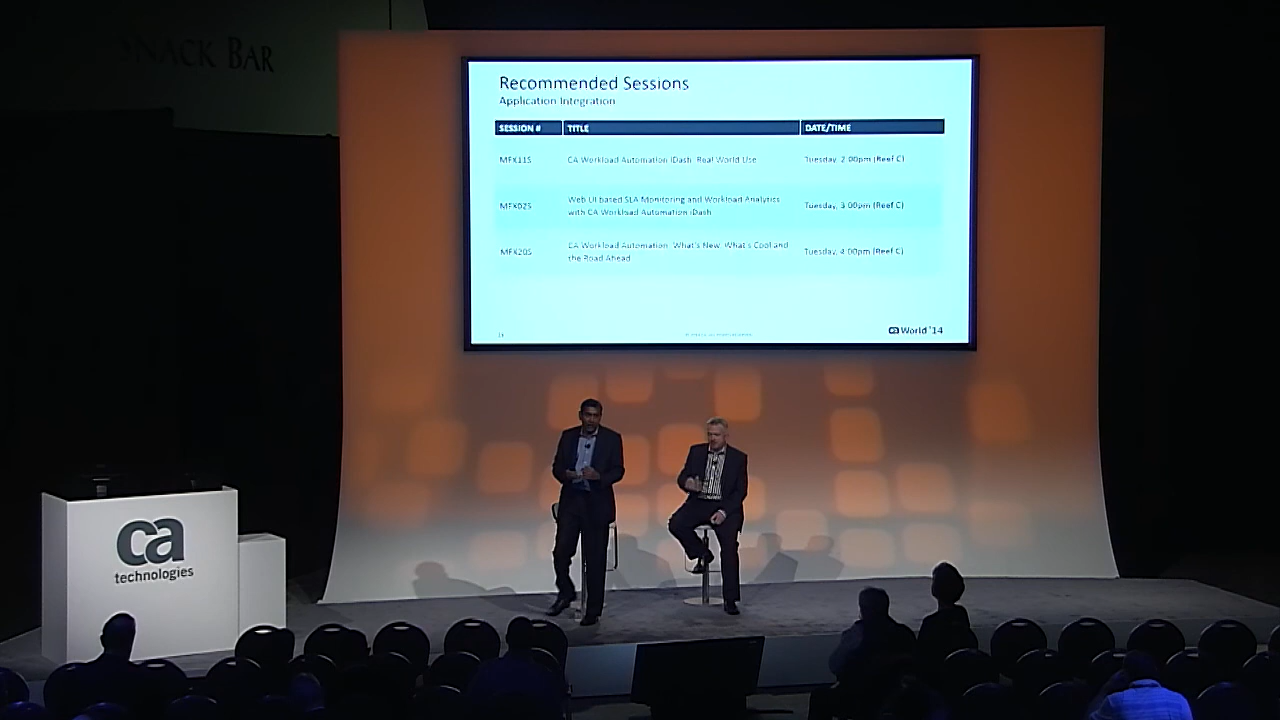 SNACK BAR
Recommended Sessions
Application Integration
SESSION # TITLE DATE/TIME
MFX11S CA Workload Automation iDash: Real World Use Tuesday, 2:00pm (Reef C)
MFX02S Web UI based SLA Monitoring and Workload Analytics with CA Workload Automation iDash Tuesday, 3:00pm (Reef C)
MFX20S CA Workload Automation: What's New, What's Cool and the Road Ahead Tuesday, 4:00pm (Reef C)
ca World '14
ca
technologies